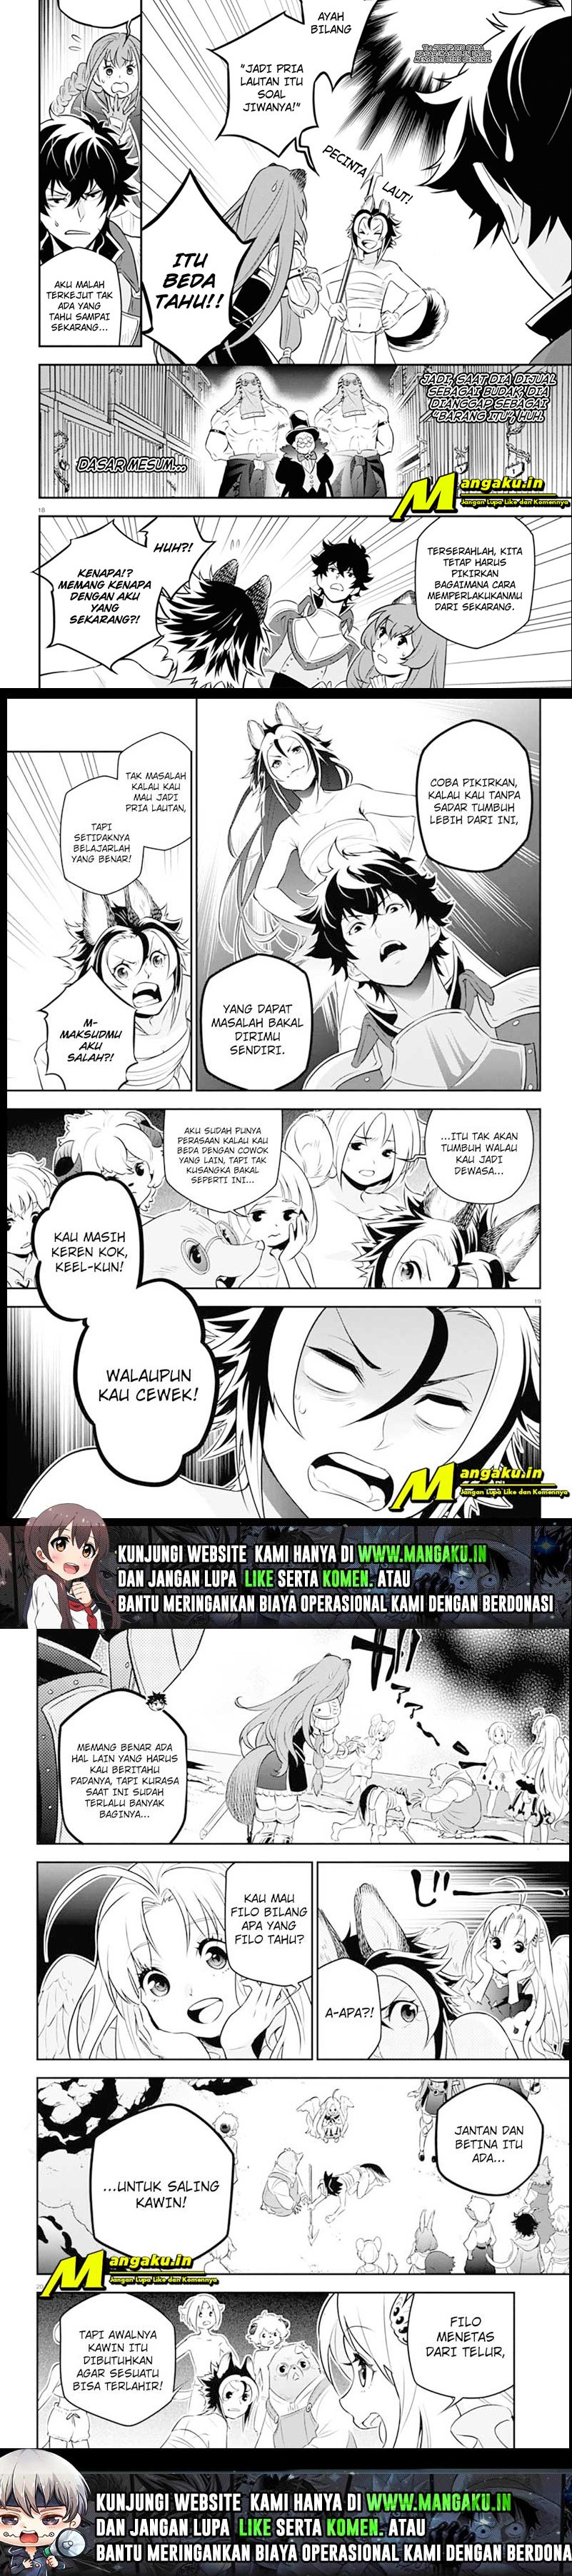 AYAH
BILANG
"JADI PRIA
LAUTAN ITU
SOAL
JIWANYA!"
PECINTA
LAUT!
ITU
BEDA
TAHU!!
AKU MALAH
TERKEJUT TAK
ADA YANG
TAHU SAMPAI
SEKARANG...
JADI, SAAT DIA DIJUAL
SEBAGAI BUDAK, DIA
DIANGGAP SEBAGAI
"BARANG ITU", HUH.
DASAR MESUM...
Mangaku.in
Jangan Lupa Like dan Komennya
18
TERSERAHLAH, KITA
TETAP HARUS
PIKIRKAN
BAGAIMANA CARA
MEMPERLAKUKANMU
DARI SEKARANG.
HUH?!
KENAPA!?
MEMANG KENAPA
DENGAN AKU
YANG
SEKARANG?!
COBA PIKIRKAN,
KALAU KAU TANPA
SADAR TUMBUH
LEBIH DARI INI,
YANG DAPAT
MASALAH BAKAL
DIRIMU
SENDIRI.
TAK MASALAH
KALAU KAU
MAU JADI
PRIA LAUTAN,
TAPI
SETIDAKNYA
BELAJARLAH
YANG BENAR!
M-
MAKSUDMU
AKU
SALAH?!
...ITU TAK AKAN
TUMBUH WALAU
KAU JADI
DEWASA...
AKU SUDAH PUNYA
PERASAAN KALAU KAU
BEDA DENGAN COWOK
YANG LAIN, TAPI TAK
KUSANGKA BAKAL
SEPERTI INI...
KAU MASIH
KEREN KOK,
KEEL-KUN!
19
WALAUPUN
KAU CEWEK!
Mangaku.in
Jangan Lupa Like dan Komennya
KUNJUNGI WEBSITE KAMI HANYA DI WWW.MANGAKU.IN
DAN JANGAN LUPA LIKE SERTA KOMEN. ATAU
BANTU MERINGANKAN BIAYA OPERASIONAL KAMI DENGAN BERDONASI
MEMANG BENAR ADA
HAL LAIN YANG HARUS
KAU BERITAHU
PADANYA, TAPI KURASA
SAAT INI SUDAH
TERLALU BANYAK
BAGINYA...
じーーー
A-APA?!
KAU MAU
FILO BILANG
APA YANG
FILO TAHU?
JANTAN DAN
BETINA ITU
ADA...
...UNTUK SALING
KAWIN!
Mangaku.in
Jangan Lupa Like dan Komennya
20
FILO
MENETAS
DARI TELUR,
TAPI AWALNYA
KAWIN ITU
DIBUTUHKAN
AGAR SESUATU
BISA TERLAHIR!
KUNJUNGI WEBSITE KAMI HANYA DI WWW.MANGAKU.IN
DAN JANGAN LUPA LIKE SERTA KOMEN. ATAU
BANTU MERINGANKAN BIAYA OPERASIONAL KAMI DENGAN BERDONA